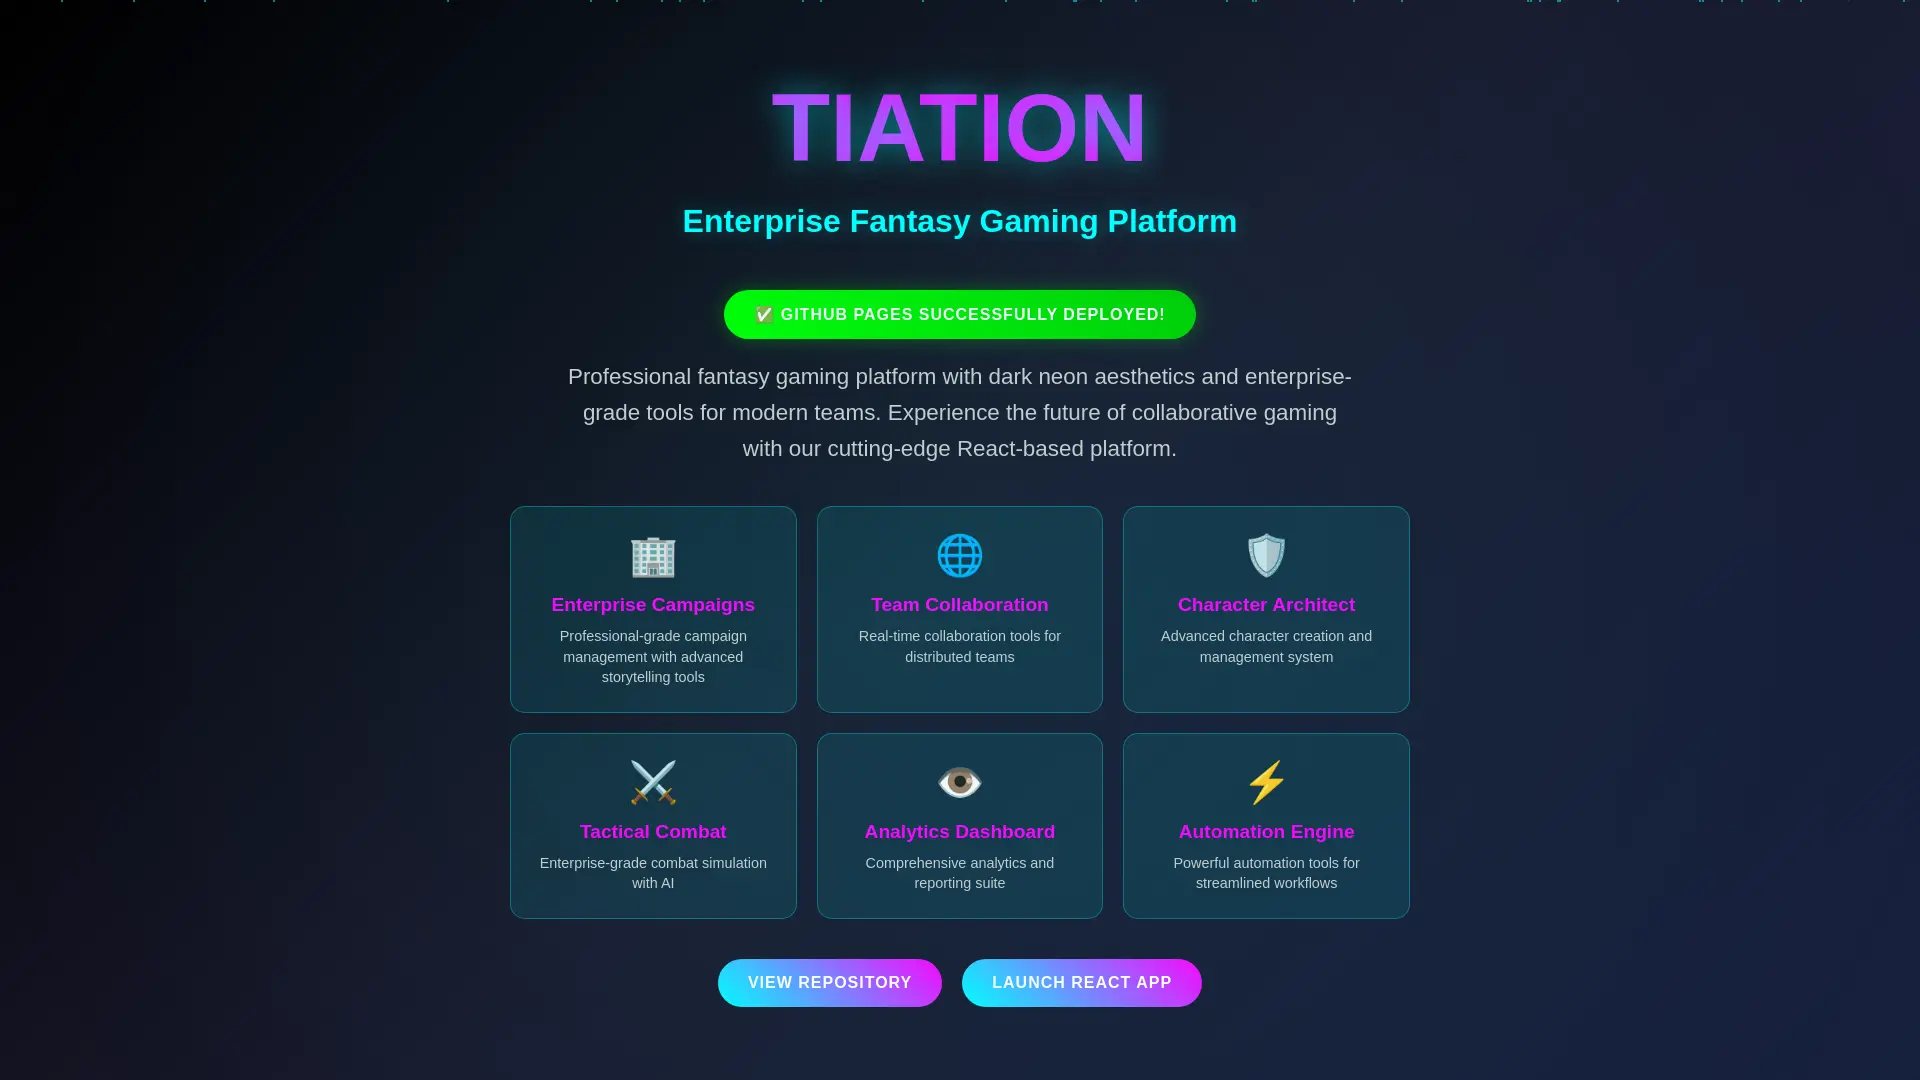 TIATION
Enterprise Fantasy Gaming Platform
✅ GITHUB PAGES SUCCESSFULLY DEPLOYED!
Professional fantasy gaming platform with dark neon aesthetics and enterprise-
grade tools for modern teams. Experience the future of collaborative gaming
with our cutting-edge React-based platform.
Enterprise Campaigns
Professional-grade campaign
management with advanced
storytelling tools
Team Collaboration
Real-time collaboration tools for
distributed teams
Character Architect
Advanced character creation and
management system
Tactical Combat
Enterprise-grade combat simulation
with AI
Analytics Dashboard
Comprehensive analytics and
reporting suite
Automation Engine
Powerful automation tools for
streamlined workflows
VIEW REPOSITORY
LAUNCH REACT APP